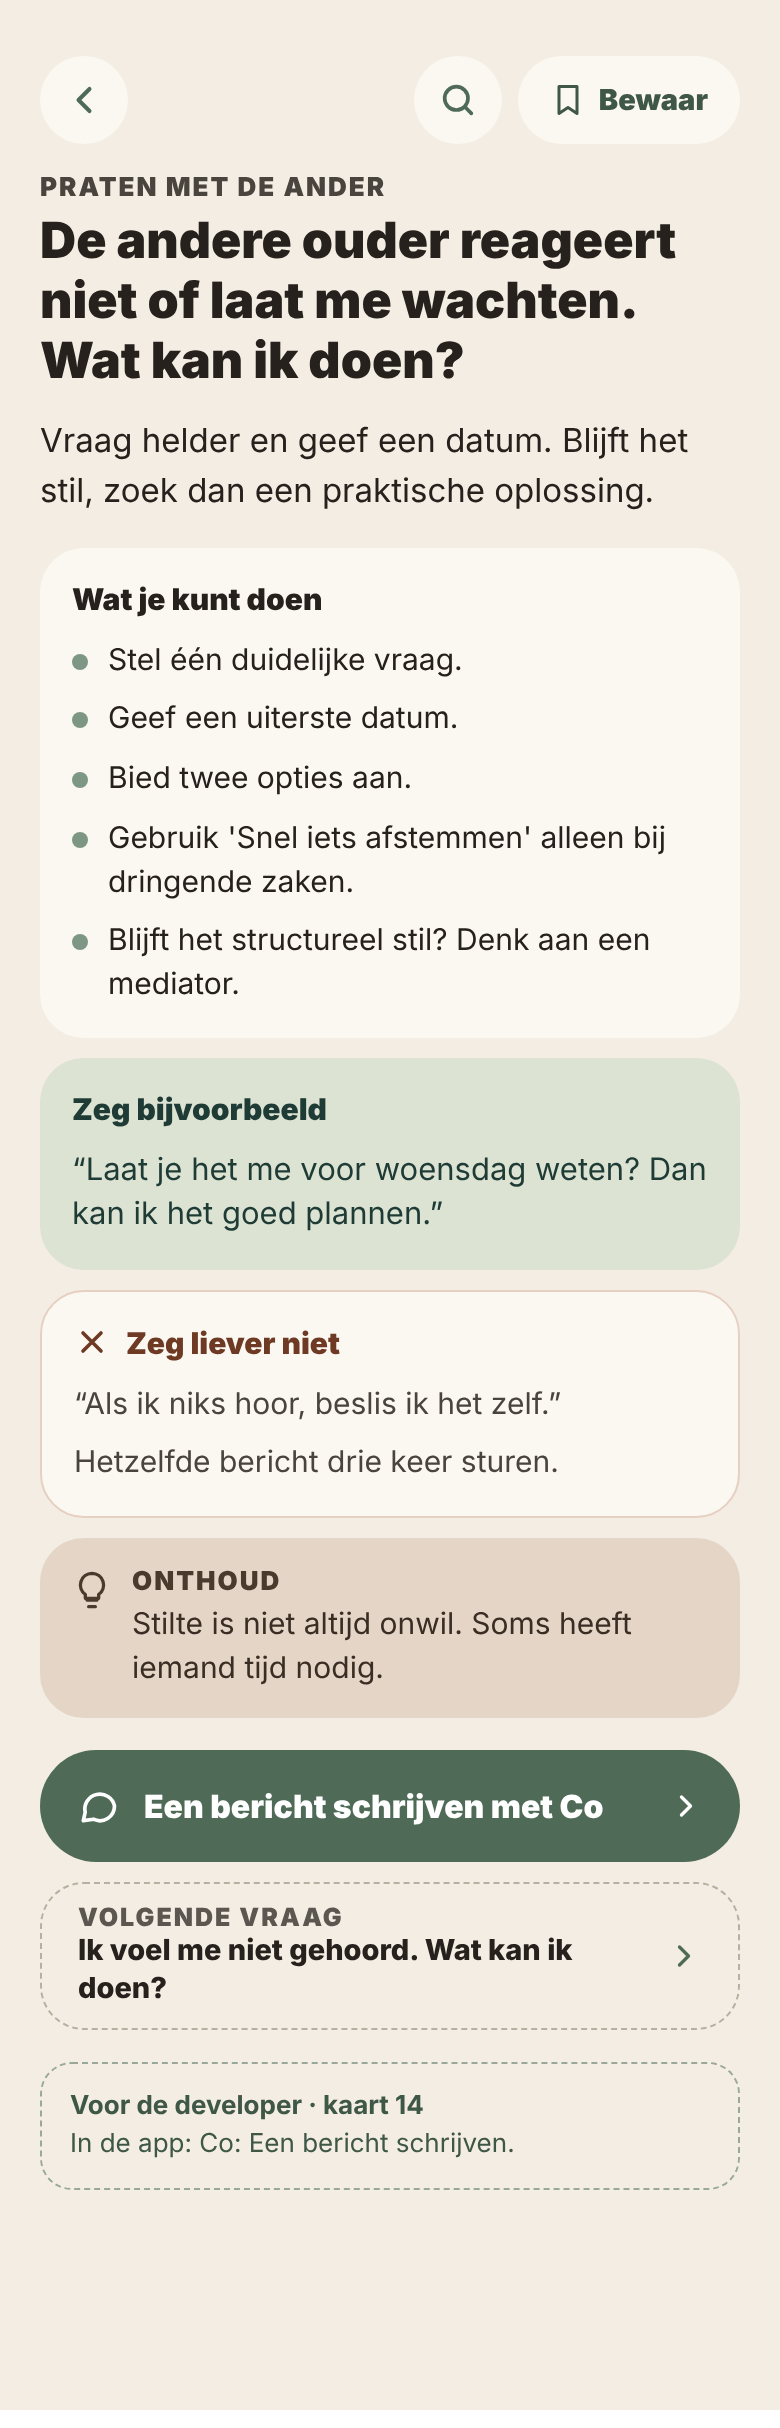 Bewaar
PRATEN MET DE ANDER
De andere ouder reageert
niet of laat me wachten.
Wat kan ik doen?
Vraag helder en geef een datum. Blijft het
stil, zoek dan een praktische oplossing.
Wat je kunt doen
Stel één duidelijke vraag.
Geef een uiterste datum.
Bied twee opties aan.
Gebruik 'Snel iets afstemmen' alleen bij
dringende zaken.
Blijft het structureel stil? Denk aan een
mediator.
Zeg bijvoorbeeld
“Laat je het me voor woensdag weten? Dan
kan ik het goed plannen.”
Zeg liever niet
“Als ik niks hoor, beslis ik het zelf.”
Hetzelfde bericht drie keer sturen.
ONTHOUD
Stilte is niet altijd onwil. Soms heeft
iemand tijd nodig.
Een bericht schrijven met Co
VOLGENDE VRAAG
Ik voel me niet gehoord. Wat kan ik
doen?
Voor de developer · kaart 14
In de app: Co: Een bericht schrijven.